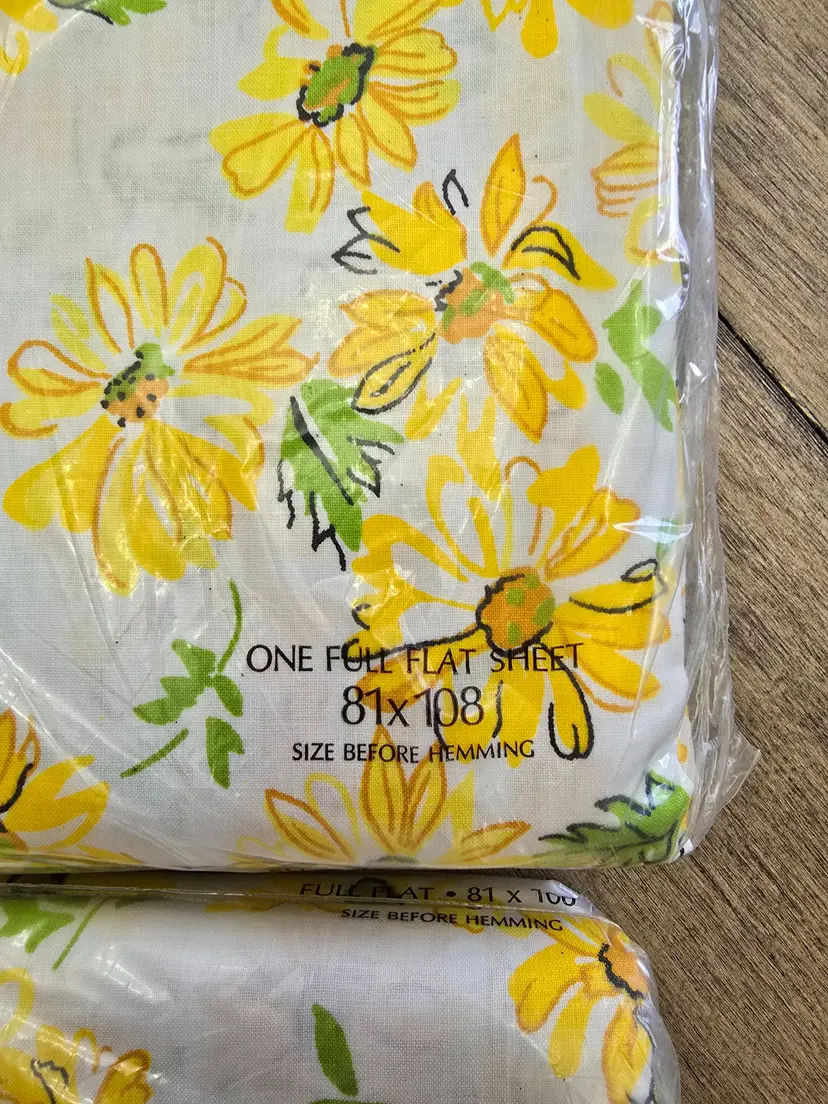 ONE FULL FLAT SHEET
81x108
SIZE BEFORE HEMMING
FULL FLAT • 81 X
SIZE BEFORE HEMMING